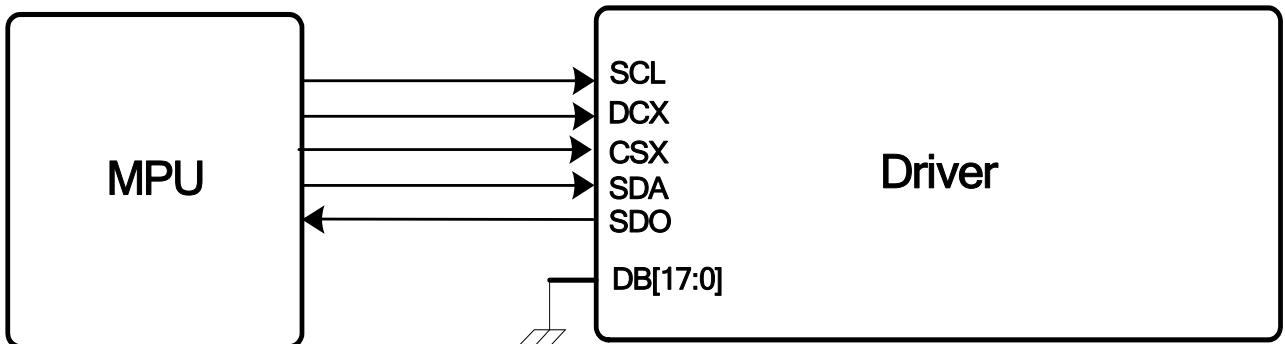 MPU
SCL
DCX
CSX
SDA
SDO
DB[17:0]
Driver